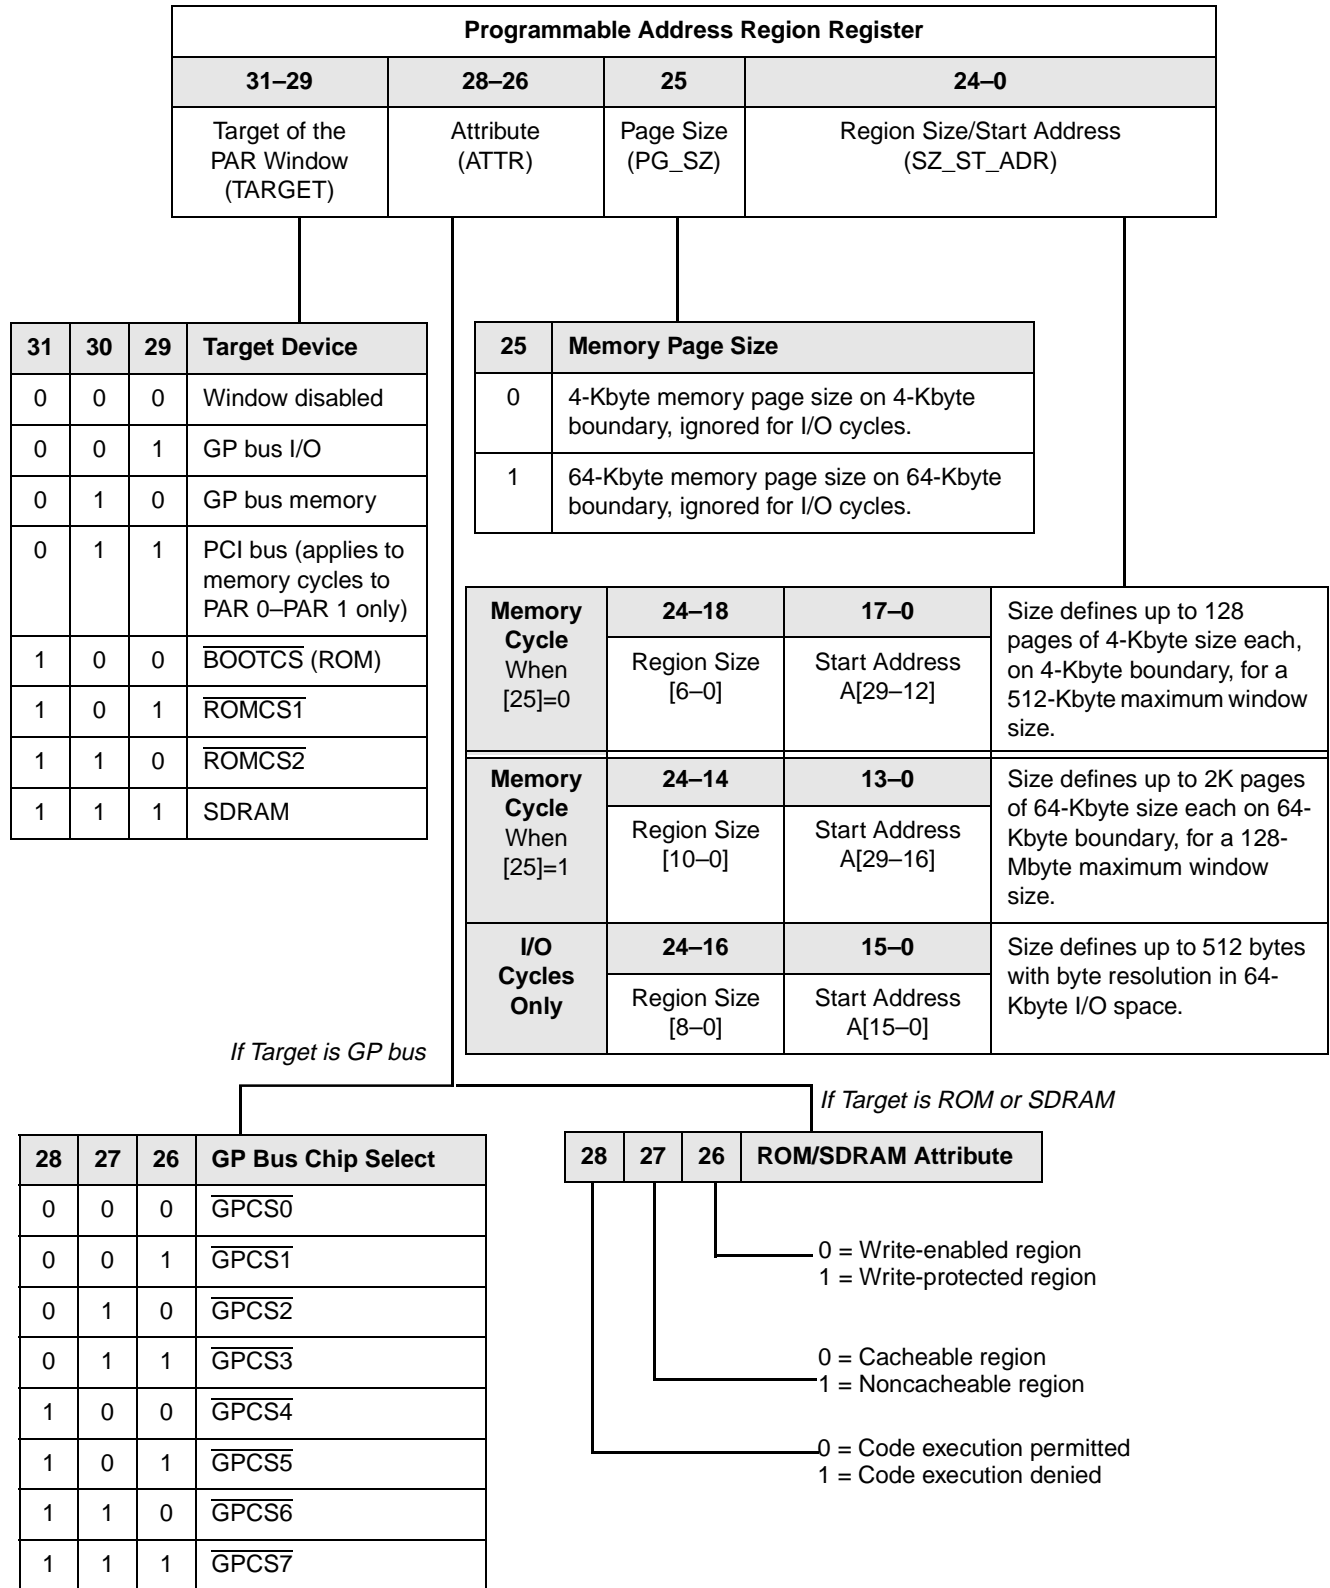 Programmable Address Region Register
31–29 28–26 25 24–0
Target of the PAR Window (TARGET)
Attribute (ATTR)
Page Size (PG_SZ)
Region Size/Start Address (SZ_ST_ADR)
31 30 29 Target Device
0 0 0 Window disabled
0 0 1 GP bus I/O
0 1 0 GP bus memory
0 1 1 PCI bus (applies to
memory cycles to
PAR 0–PAR 1 only)
1 0 0 BOOTCS (ROM)
1 0 1 ROMCS1
1 1 0 ROMCS2
1 1 1 SDRAM
25 Memory Page Size
0 4-Kbyte memory page size on 4-Kbyte
boundary, ignored for I/O cycles.
1 64-Kbyte memory page size on 64-Kbyte
boundary, ignored for I/O cycles.
Memory
Cycle
When
[25]=0
24–18 17–0
Region Size
[6–0]
Start Address
A[29–12]
Size defines up to 128
pages of 4-Kbyte size each,
on 4-Kbyte boundary, for a
512-Kbyte maximum window
size.
Memory
Cycle
When
[25]=1
24–14 13–0
Region Size
[10–0]
Start Address
A[29–16]
Size defines up to 2K pages
of 64-Kbyte size each on 64-
Kbyte boundary, for a 128-
Mbyte maximum window
size.
I/O
Cycles
Only
24–16 15–0
Region Size
[8–0]
Start Address
A[15–0]
Size defines up to 512 bytes
with byte resolution in 64-
Kbyte I/O space.
If Target is GP bus
If Target is ROM or SDRAM
28 27 26 GP Bus Chip Select
0 0 0 GPCS0
0 0 1 GPCS1
0 1 0 GPCS2
0 1 1 GPCS3
1 0 0 GPCS4
1 0 1 GPCS5
1 1 0 GPCS6
1 1 1 GPCS7
28 27 26 ROM/SDRAM Attribute
0 = Write-enabled region
1 = Write-protected region
0 = Cacheable region
1 = Noncacheable region
0 = Code execution permitted
1 = Code execution denied